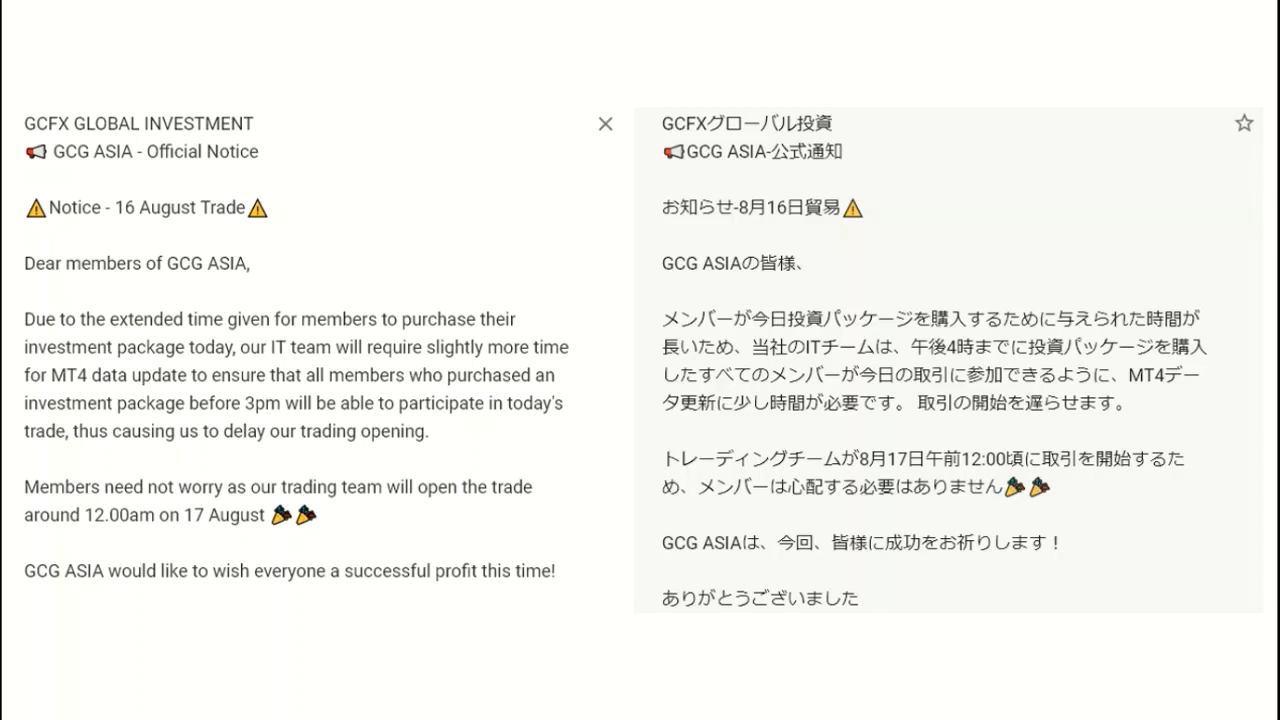 GCFX GLOBAL INVESTMENT
📢 GCG ASIA - Official Notice
⚠️Notice - 16 August Trade⚠️
Dear members of GCG ASIA,
Due to the extended time given for members to purchase their
investment package today, our IT team will require slightly more time
for MT4 data update to ensure that all members who purchased an
investment package before 3pm will be able to participate in today's
trade, thus causing us to delay our trading opening.
Members need not worry as our trading team will open the trade
around 12.00am on 17 August 🎉🎉
GCG ASIA would like to wish everyone a successful profit this time!
GCFXグローバル投資
📢GCG ASIA-公式通知
お知らせ-8月16日貿易⚠️
GCG ASIAの皆様、
メンバーが今日投資パッケージを購入するために与えられた時間が
長いため、当社のITチームは、午後4時までに投資パッケージを購入
したすべてのメンバーが今日の取引に参加できるように、MT4デー
タ更新に少し時間が必要です。 取引の開始を遅らせます。
トレーディングチームが8月17日午前12:00頃に取引を開始するた
め、メンバーは心配する必要はありません🎉🎉
GCG ASIAは、今回、皆様に成功をお祈りします！
ありがとうございました